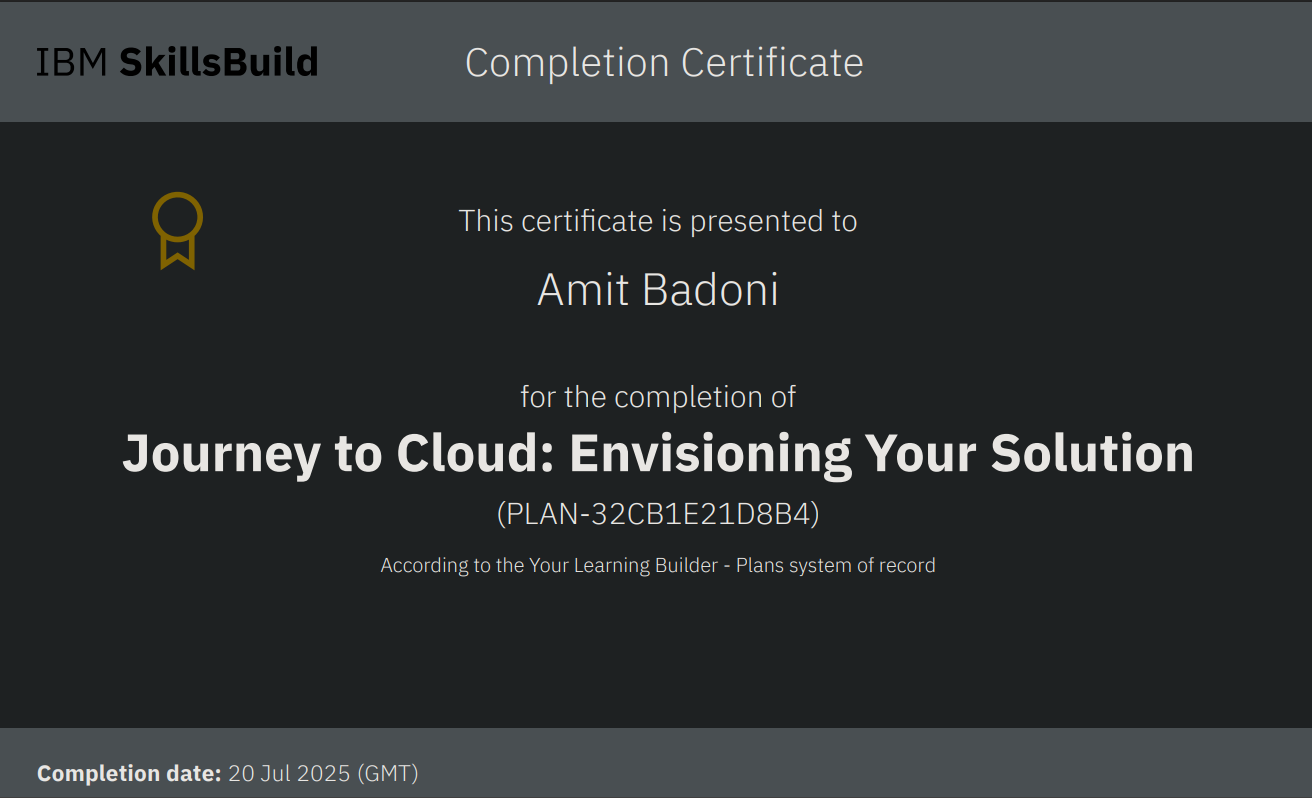 IBM SkillsBuild
Completion Certificate
This certificate is presented to
Amit Badoni
for the completion of
Journey to Cloud: Envisioning Your Solution
(PLAN-32CB1E21D8B4)
According to the Your Learning Builder - Plans system of record
Completion date: 20 Jul 2025 (GMT)